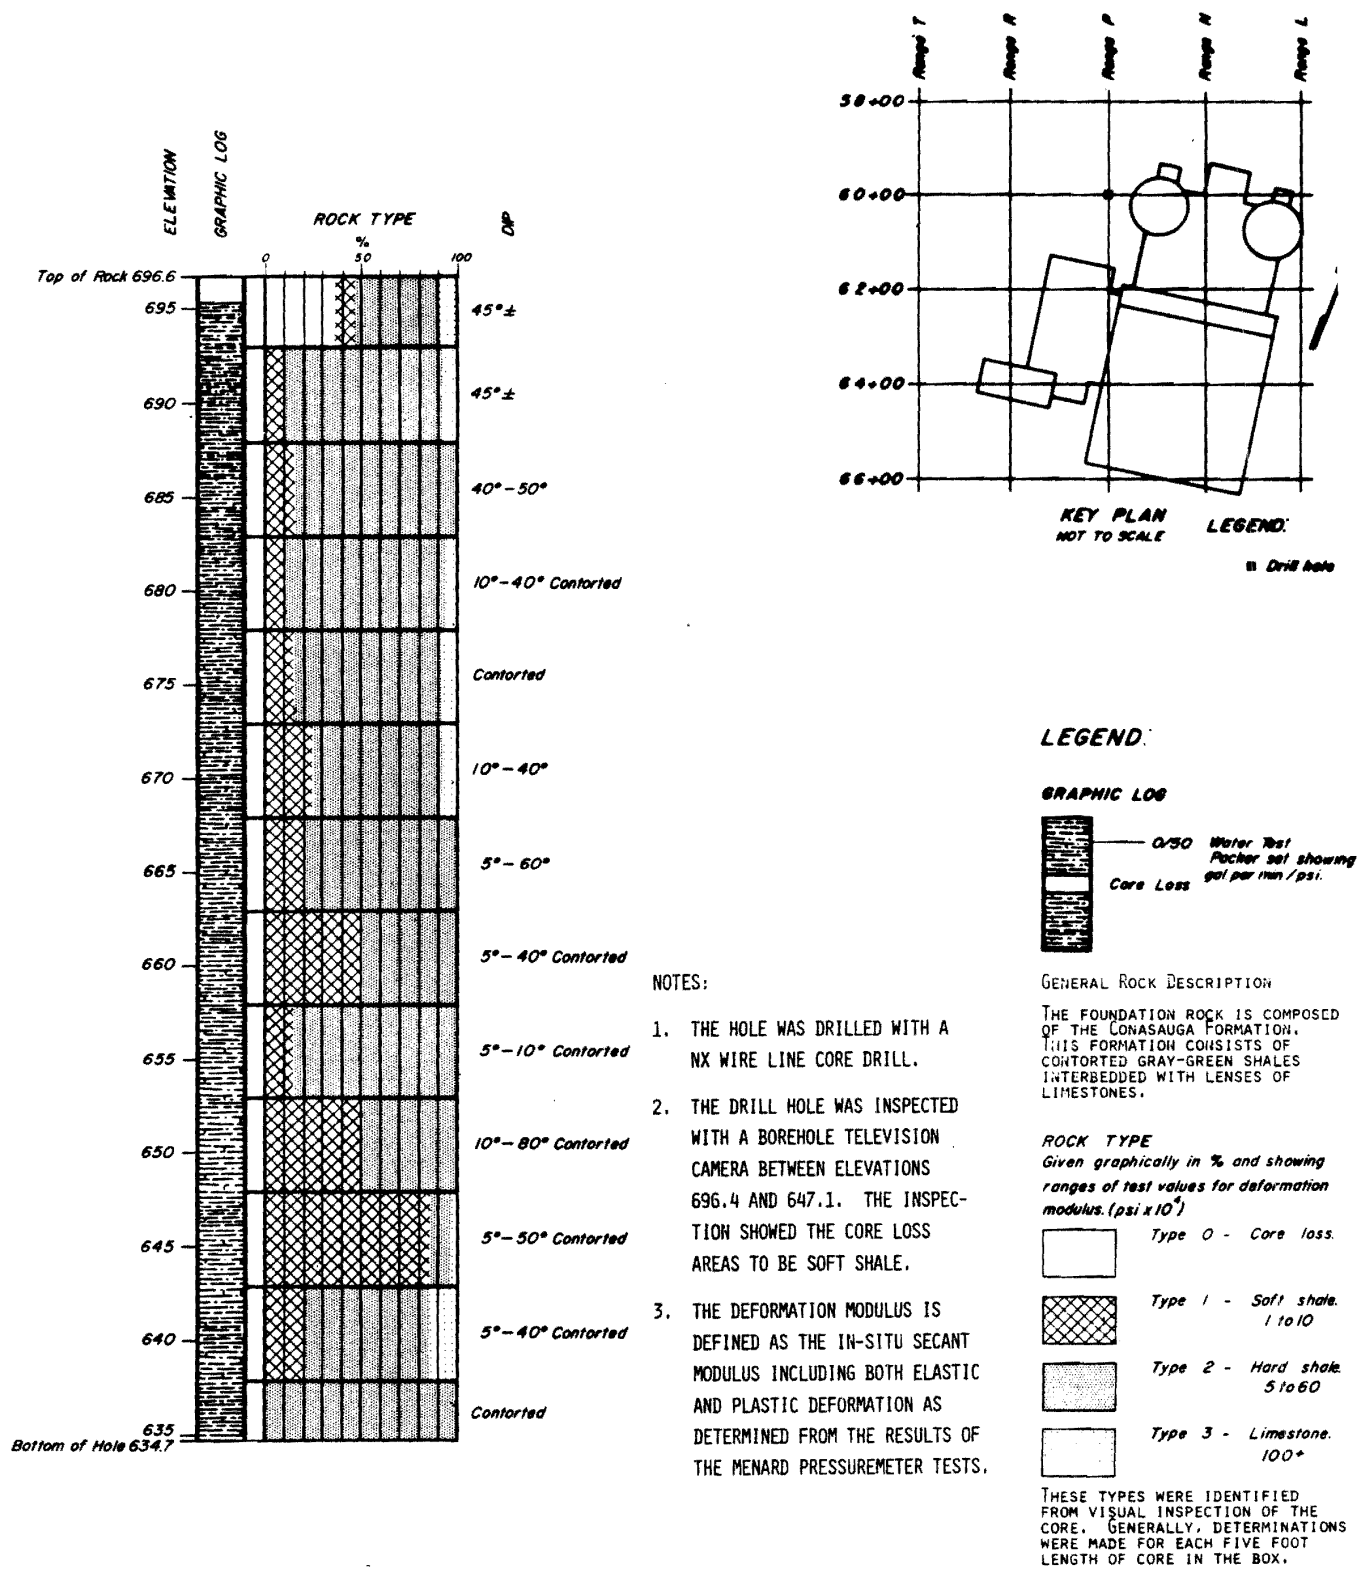 Range T
Range R
Range P
Range N
Range L
58+00
60+00
62+00
64+00
66+00
KEY PLAN
NOT TO SCALE
LEGEND:
Drill hole
ELEVATION
GRAPHIC LOG
ROCK TYPE
%
DIP
0 50 100
Top of Rock 696.6
695 45°±
690 45°±
685 40°-50°
680 10°-40° Contorted
675 Contorted
670 10°-40°
665 5°-60°
660 5°-40° Contorted
655 5°-10° Contorted
650 10°-80° Contorted
645 5°-50° Contorted
640 5°-40° Contorted
635 Contorted
Bottom of Hole 634.7
NOTES:
1. THE HOLE WAS DRILLED WITH A
NX WIRE LINE CORE DRILL.
2. THE DRILL HOLE WAS INSPECTED
WITH A BOREHOLE TELEVISION
CAMERA BETWEEN ELEVATIONS
696.4 AND 647.1. THE INSPEC-
TION SHOWED THE CORE LOSS
AREAS TO BE SOFT SHALE.
3. THE DEFORMATION MODULUS IS
DEFINED AS THE IN-SITU SECANT
MODULUS INCLUDING BOTH ELASTIC
AND PLASTIC DEFORMATION AS
DETERMINED FROM THE RESULTS OF
THE MENARD PRESSUREMETER TESTS.
LEGEND:
GRAPHIC LOG
0/50 Water Test
Packer set showing
gal per min/psi.
Core Loss
GENERAL ROCK DESCRIPTION
THE FOUNDATION ROCK IS COMPOSED
OF THE CONASAUGA FORMATION.
THIS FORMATION CONSISTS OF
CONTORTED GRAY-GREEN SHALES
INTERBEDDED WITH LENSES OF
LIMESTONES.
ROCK TYPE
Given graphically in % and showing
ranges of test values for deformation
modulus. (psi x 10⁴)
Type 0 - Core loss.
Type 1 - Soft shale.
1 to 10
Type 2 - Hard shale.
5 to 60
Type 3 - Limestone.
100+
THESE TYPES WERE IDENTIFIED
FROM VISUAL INSPECTION OF THE
CORE. GENERALLY, DETERMINATIONS
WERE MADE FOR EACH FIVE FOOT
LENGTH OF CORE IN THE BOX.